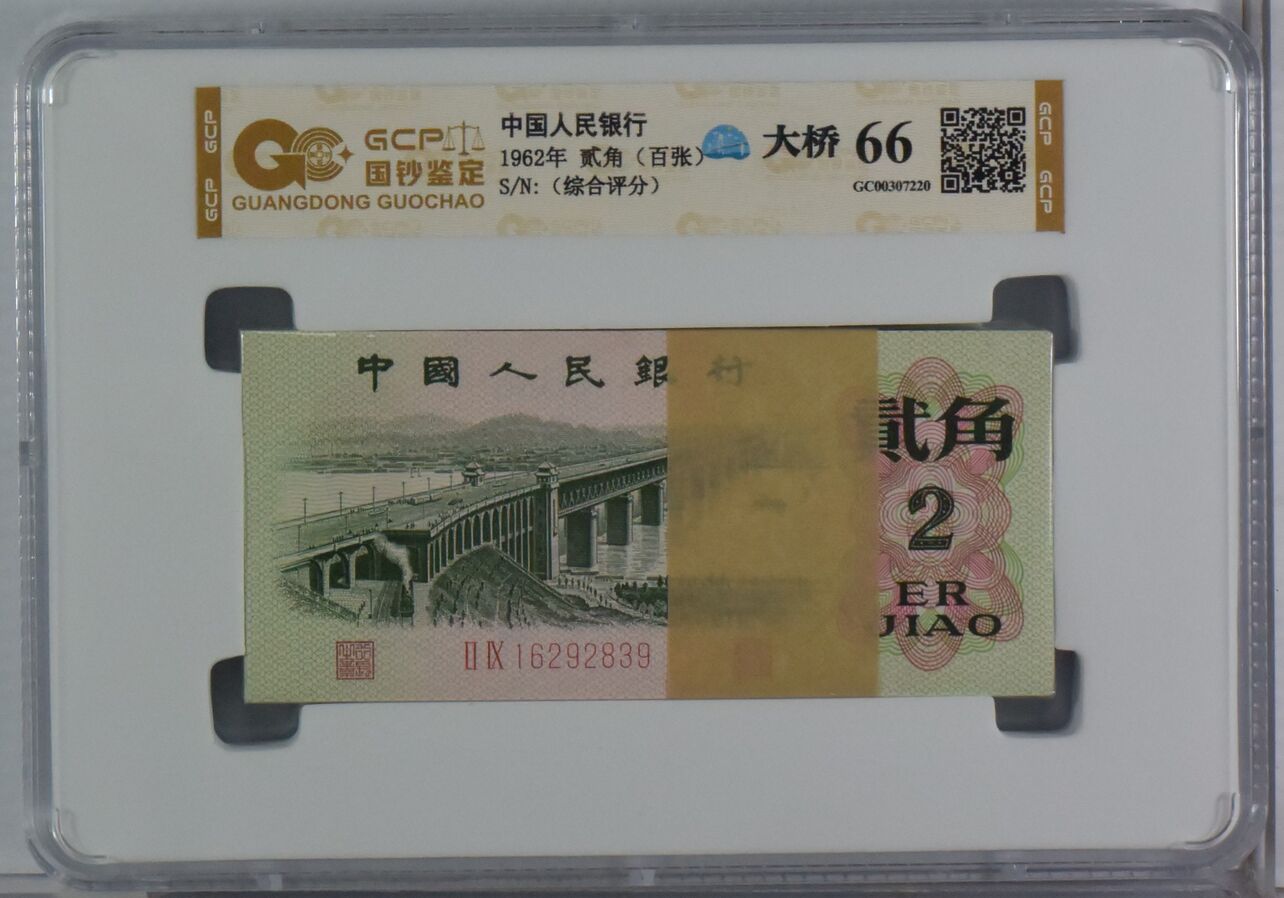 GCP
国钞鉴定
GUANGDONG GUOCHAO
中国人民银行
1962年 贰角（百张）
S/N:（综合评分）
大桥 66
GC00307220
GCP
GCP
GCP
GCP
中國人民銀行
貳角
2
ER
JIAO
II IX 16292839